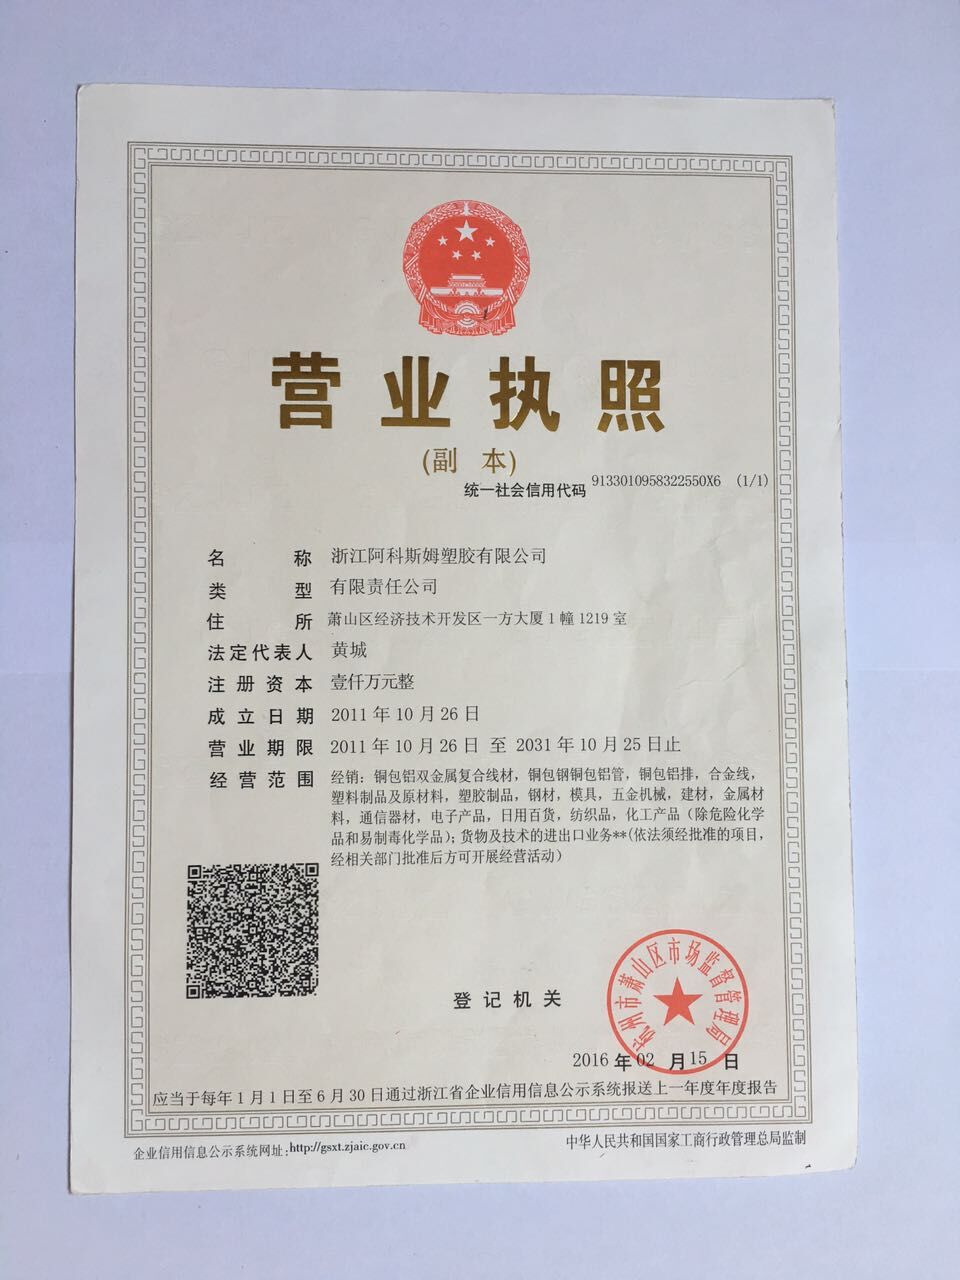 营业执照
(副 本)
统一社会信用代码 9133010958322550X6 (1/1)
名称 浙江阿科斯姆塑胶有限公司
类型 有限责任公司
住所 萧山区经济技术开发区一方大厦1幢1219室
法定代表人 黄城
注册资本 壹仟万元整
成立日期 2011年10月26日
营业期限 2011年10月26日 至 2031年10月25日止
经营范围 经销：铜包铝双金属复合线材，铜包钢铜包铝管，铜包铝排，合金线，
塑料制品及原材料，塑胶制品，钢材，模具，五金机械，建材，金属材
料，通信器材，电子产品，日用百货，纺织品，化工产品（除危险化学
品和易制毒化学品）；货物及技术的进出口业务**(依法须经批准的项目，
经相关部门批准后方可开展经营活动）
杭州市萧山区市场监督管理局
登记机关
2016年02月15日
应当于每年1月1日至6月30日通过浙江省企业信用信息公示系统报送上一年度年度报告
企业信用信息公示系统网址:http://gsxt.zjaic.gov.cn
中华人民共和国国家工商行政管理总局监制